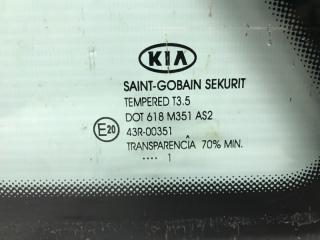 KIA
SAINT-GOBAIN SEKURIT
TEMPERED T3.5
DOT 618 M351 AS2
E20 43R-00351
TRANSPARENCIA 70% MIN.
.... 1